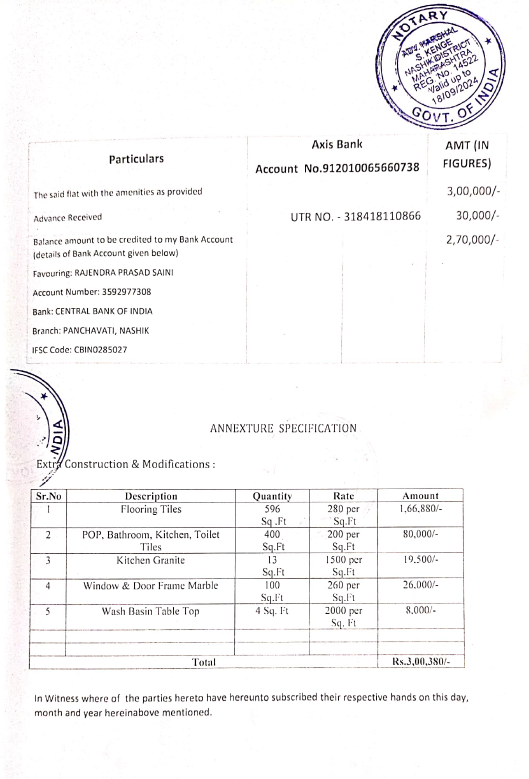 NOTARY
ADV. HARSHAL
S. KENGE
NASHIK DISTRICT
MAHARASHTRA
REG. No 14522
Valid up to
18/09/2024
GOVT. OF INDIA
Particulars
Axis Bank
Account No.912010065660738
AMT (IN
FIGURES)
The said flat with the amenities as provided 3,00,000/-
Advance Received UTR NO. - 318418110866 30,000/-
Balance amount to be credited to my Bank Account 2,70,000/-
(details of Bank Account given below)
Favouring: RAJENDRA PRASAD SAINI
Account Number: 3592977308
Bank: CENTRAL BANK OF INDIA
Branch: PANCHAVATI, NASHIK
IFSC Code: CBIN0285027
INDIA
ANNEXTURE SPECIFICATION
Extra Construction & Modifications :
Sr.No Description Quantity Rate Amount
1 Flooring Tiles 596 280 per 1,66,880/-
Sq .Ft Sq.Ft
2 POP, Bathroom, Kitchen, Toilet 400 200 per 80,000/-
Tiles Sq.Ft Sq.Ft
3 Kitchen Granite 13 1500 per 19,500/-
Sq.Ft Sq.Ft
4 Window & Door Frame Marble 100 260 per 26,000/-
Sq.Ft Sq.Ft
5 Wash Basin Table Top 4 Sq. Ft 2000 per 8,000/-
Sq. Ft
Total Rs.3,00,380/-
In Witness where of the parties hereto have hereunto subscribed their respective hands on this day,
month and year hereinabove mentioned.